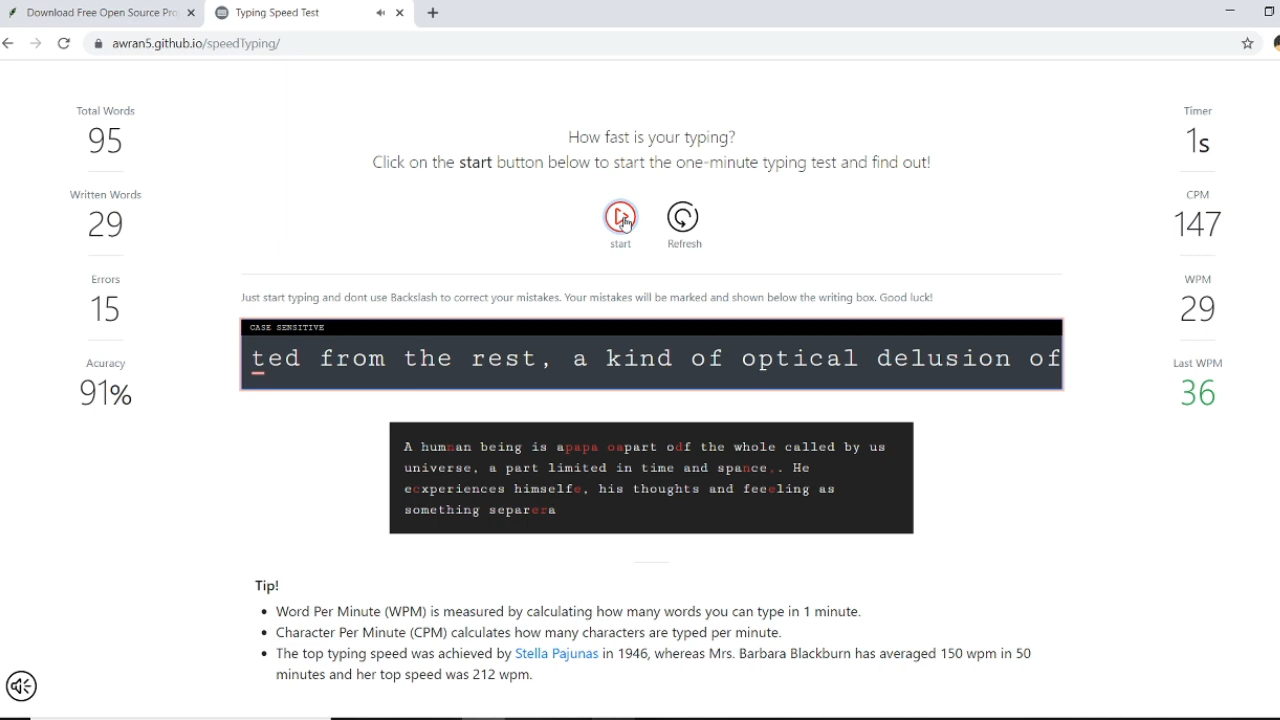 Download Free Open Source Pro
Typing Speed Test
awran5.github.io/speedTyping/
Total Words
95
Written Words
29
Errors
15
Acuracy
91%
How fast is your typing?
Click on the start button below to start the one-minute typing test and find out!
start
Refresh
Timer
1s
CPM
147
WPM
29
Last WPM
36
Just start typing and dont use Backslash to correct your mistakes. Your mistakes will be marked and shown below the writing box. Good luck!
CASE SENSITIVE
ted from the rest, a kind of optical delusion of
A humnan being is apapa oapart odf the whole called by us
universe, a part limited in time and spance,. He
ecxperiences himselfe, his thoughts and feeeling as
something separera
Tip!
Word Per Minute (WPM) is measured by calculating how many words you can type in 1 minute.
Character Per Minute (CPM) calculates how many characters are typed per minute.
The top typing speed was achieved by Stella Pajunas in 1946, whereas Mrs. Barbara Blackburn has averaged 150 wpm in 50
minutes and her top speed was 212 wpm.